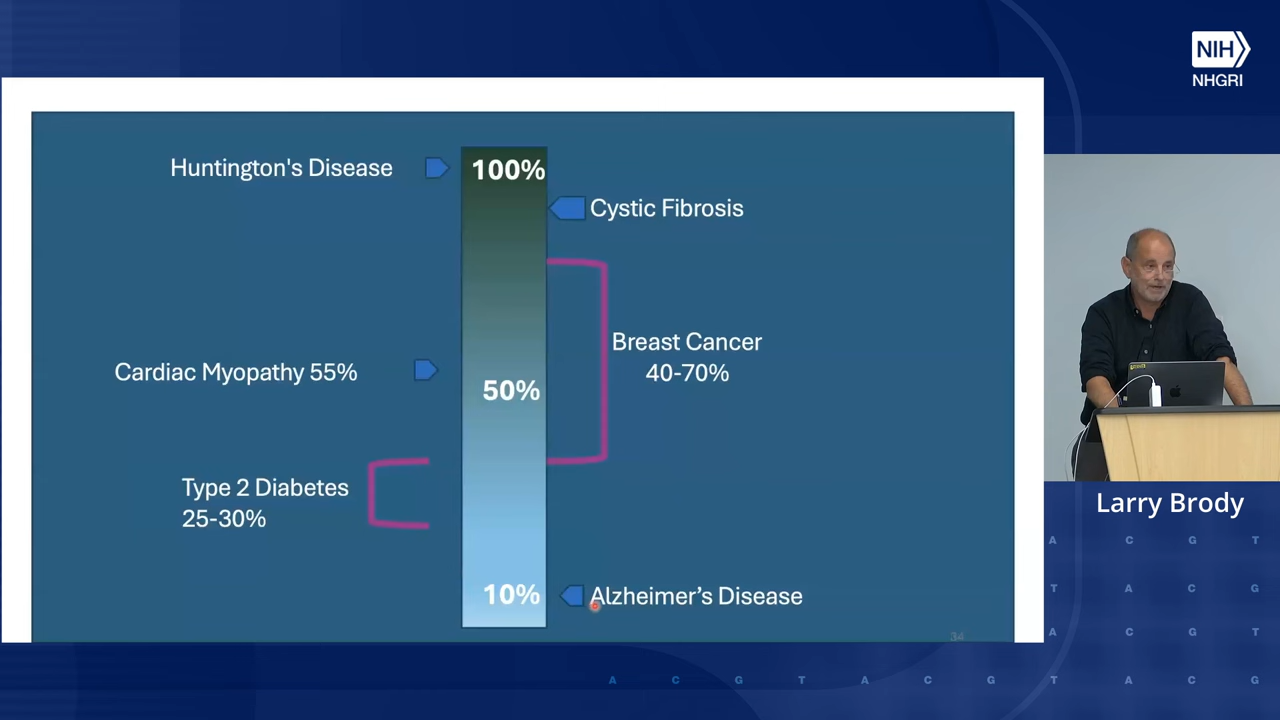 NIH
NHGRI
Huntington's Disease
100%
Cystic Fibrosis
Breast Cancer
40-70%
Cardiac Myopathy 55%
50%
Type 2 Diabetes
25-30%
10%
Alzheimer’s Disease
34
Larry Brody
A C G T
T A C G
A C G T
A C G T A C G T A C G